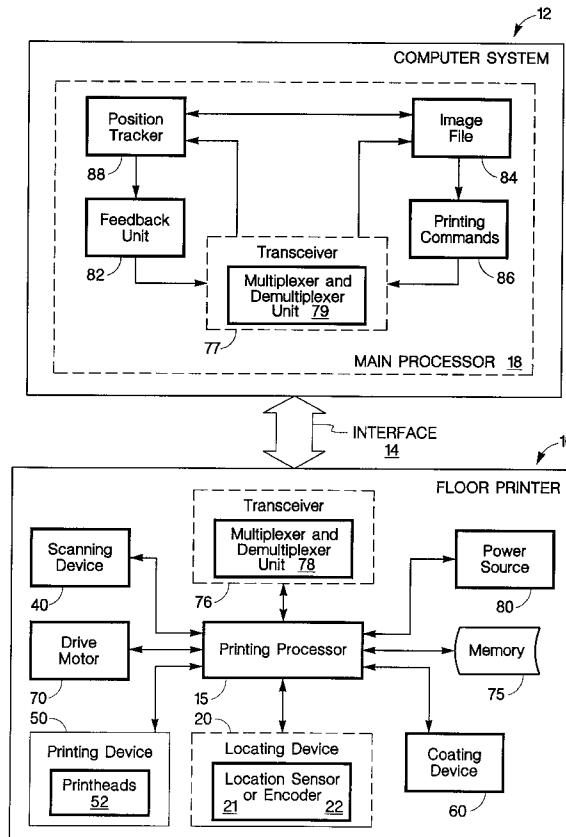 12
COMPUTER SYSTEM
Position
Tracker
88
Image
File
84
Feedback
Unit
82
Printing
Commands
86
Transceiver
Multiplexer and
Demultiplexer
Unit 79
77
MAIN PROCESSOR 18
INTERFACE
14
FLOOR PRINTER
Transceiver
Multiplexer and
Demultiplexer
Unit 78
76
Scanning
Device
40
Power
Source
80
Drive
Motor
70
Printing Processor
15
Memory
75
50
Printing Device
Printheads
52
20
Locating Device
Location Sensor
or Encoder
21 22
Coating
Device
60